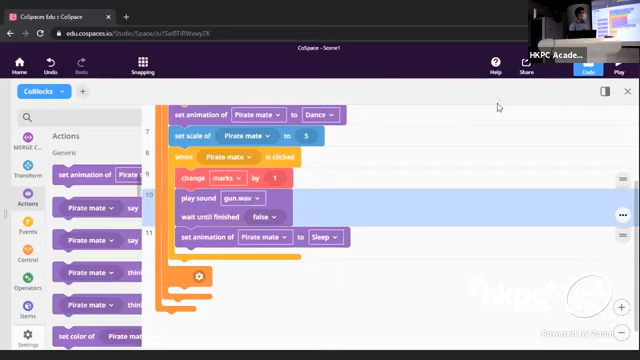 CoSpaces Edu :: CoSpace
edu.cospaces.io/Studio/Space/
HKPC Acade...
CoSpace - Scene1
Home
Undo
Redo
Snapping
Help
Share
Code
Play
CoBlocks
Actions
Generic
MERGE C
Transform
Actions
Events
Control
Operators
Items
Settings
set animation of Pirate m
Pirate mate say
Pirate mate say
Pirate mate thin
Pirate mate thin
set color of Pirate mate
set animation of Pirate mate to Dance
7 set scale of Pirate mate to 5
8 when Pirate mate is clicked
9 change marks by 1
10 play sound gun.wav
wait until finished false
11 set animation of Pirate mate to Sleep
hkpc
Powered by Zoom